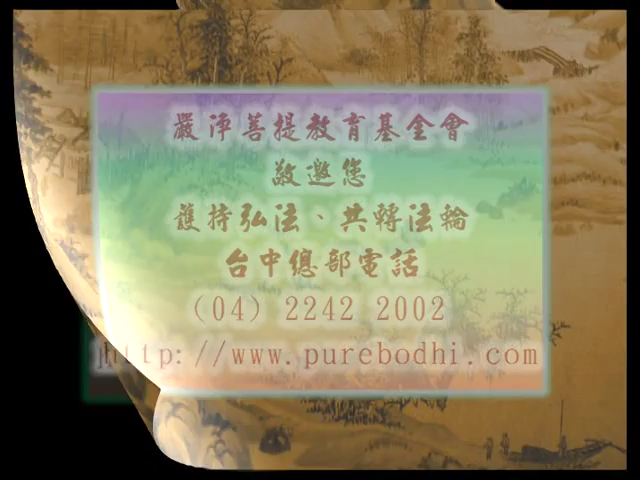 嚴淨菩提教育基金會
敬邀您
護持弘法、共轉法輪
台中總部電話
(04) 2242 2002
http://www.purebodhi.com